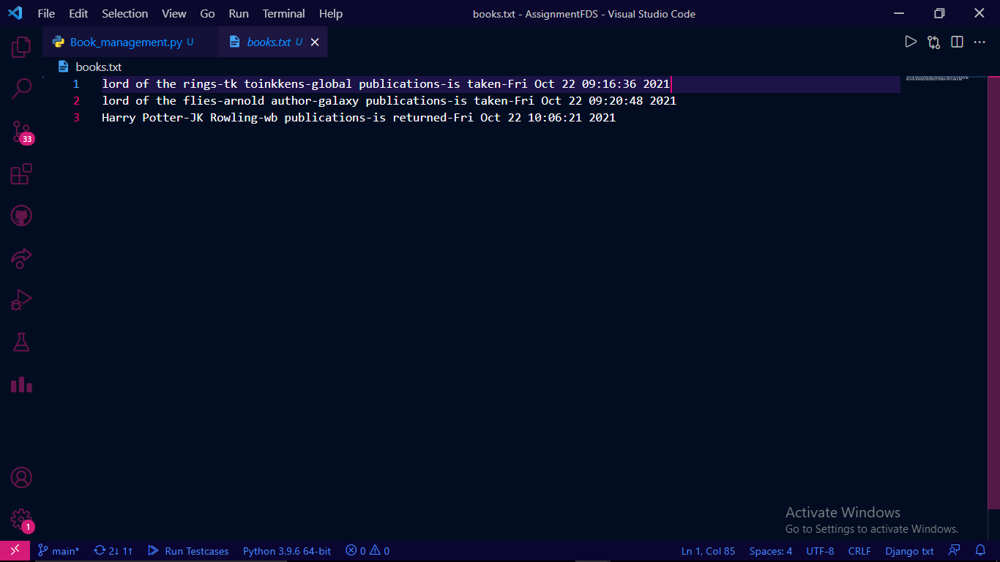 File Edit Selection View Go Run Terminal Help books.txt - AssignmentFDS - Visual Studio Code
Book_management.py U books.txt U
books.txt
1 lord of the rings-tk toinkkens-global publications-is taken-Fri Oct 22 09:16:36 2021
2 lord of the flies-arnold author-galaxy publications-is taken-Fri Oct 22 09:20:48 2021
3 Harry Potter-JK Rowling-wb publications-is returned-Fri Oct 22 10:06:21 2021
33
Activate Windows
Go to Settings to activate Windows.
1
main* 2↓ 1↑ Run Testcases Python 3.9.6 64-bit 0 0 Ln 1, Col 85 Spaces: 4 UTF-8 CRLF Django txt